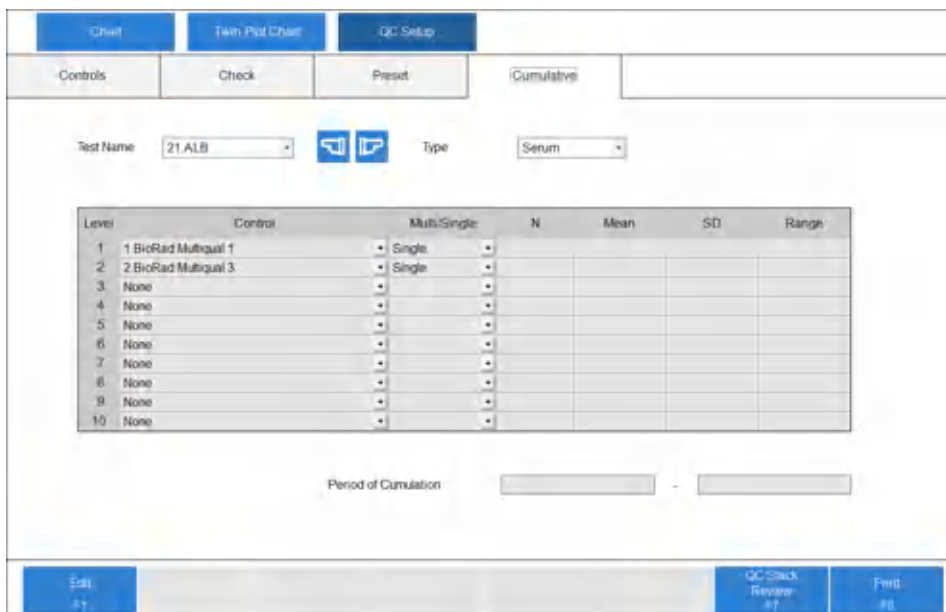 Chart Twin Plot Chart QC Setup
Controls Check Preset Cumulative
Test Name 21.ALB Type Serum
Level Control Multi/Single N Mean SD Range
1 1 BioRad Multiqual 1 Single
2 2 BioRad Multiqual 3 Single
3 None
4 None
5 None
6 None
7 None
8 None
9 None
10 None
Period of Cumulation -
Edit QC Stack Print
F1 Review F8
F7